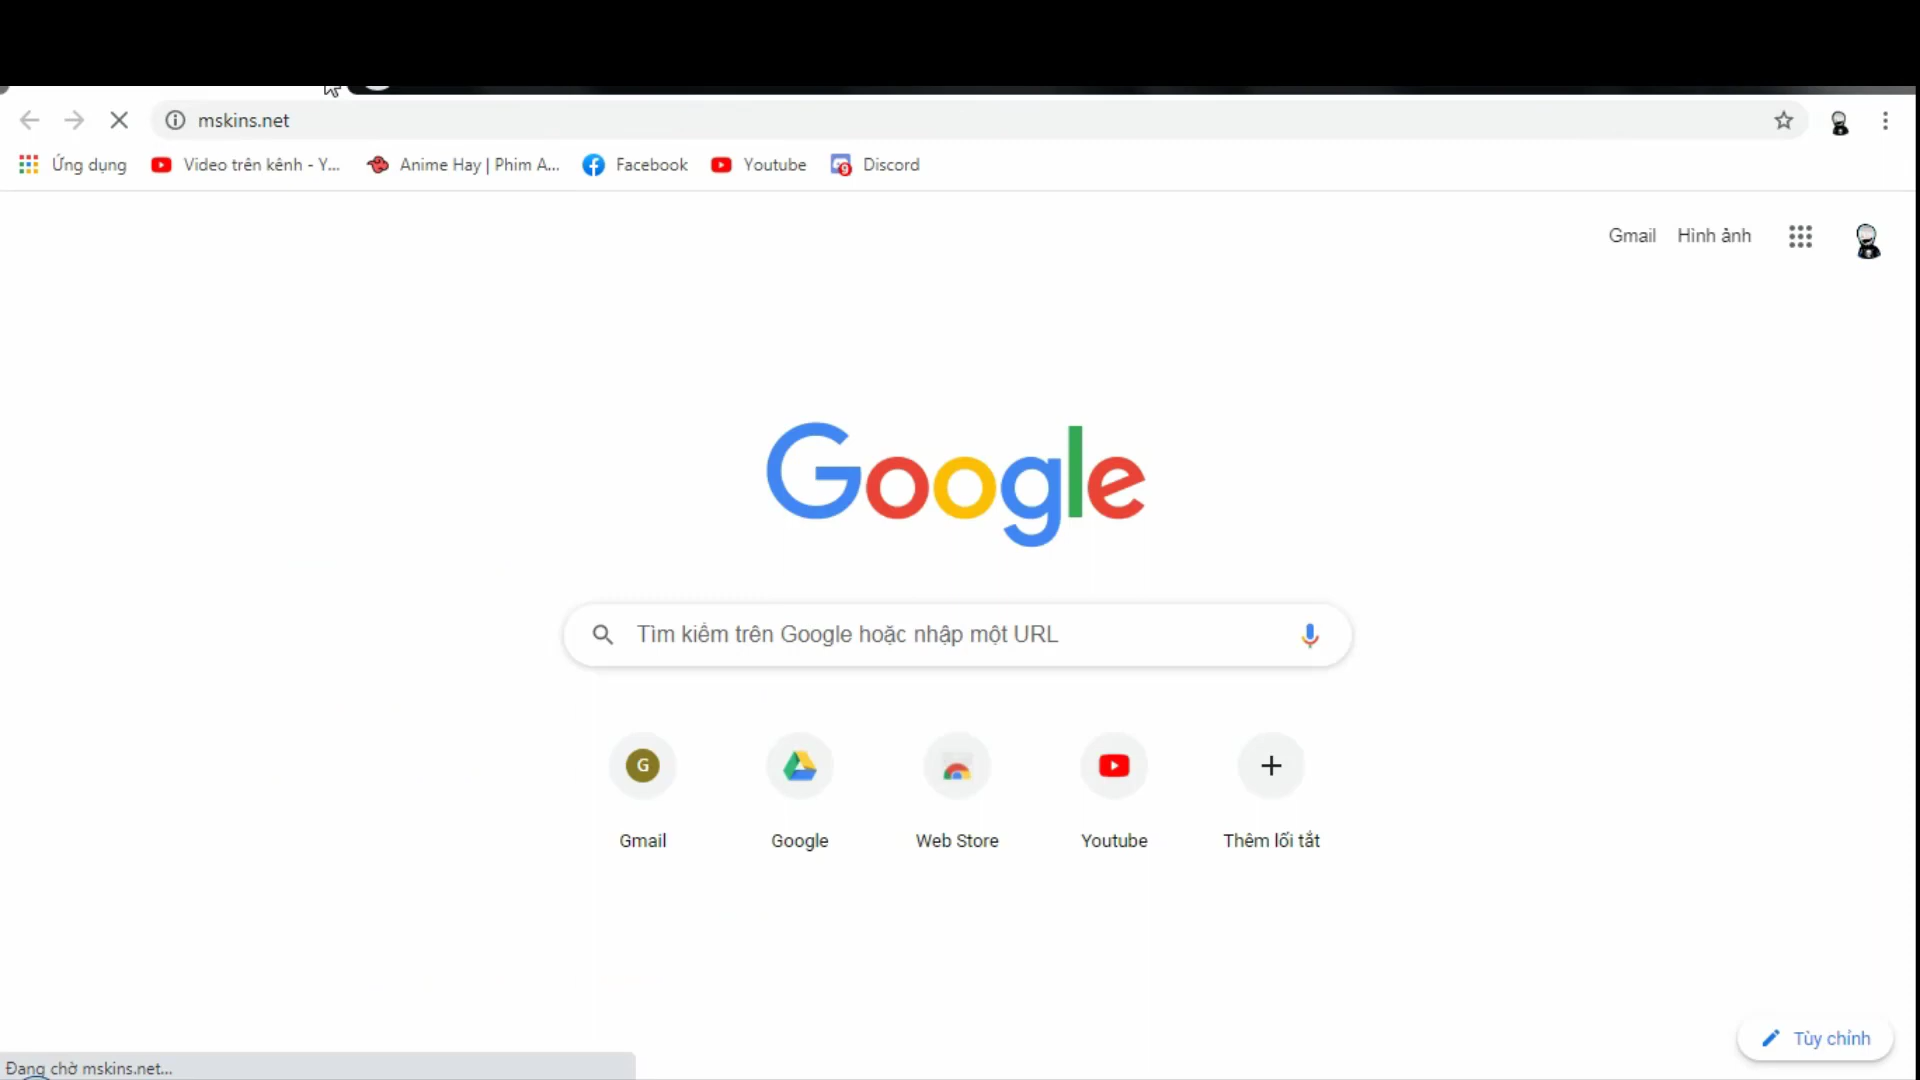 mskins.net
Ứng dụng
Video trên kênh - Y...
Anime Hay | Phim A...
Facebook
Youtube
9
Discord
Gmail
Hình ảnh
Google
Tìm kiếm trên Google hoặc nhập một URL
G
Gmail
Google
Web Store
Youtube
Thêm lối tắt
Tùy chỉnh
Đang chờ mskins.net...